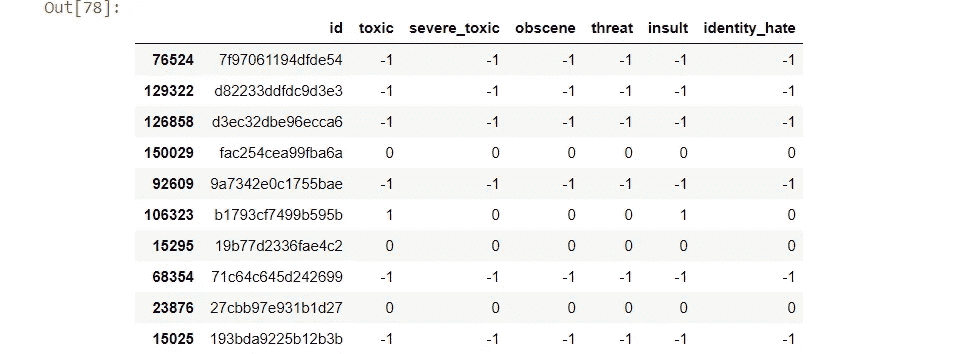 Out[78]:
id toxic severe_toxic obscene threat insult identity_hate
76524 7f97061194dfde54 -1 -1 -1 -1 -1 -1
129322 d82233ddfdc9d3e3 -1 -1 -1 -1 -1 -1
126858 d3ec32dbe96ecca6 -1 -1 -1 -1 -1 -1
150029 fac254cea99fba6a 0 0 0 0 0 0
92609 9a7342e0c1755bae -1 -1 -1 -1 -1 -1
106323 b1793cf7499b595b 1 0 0 0 1 0
15295 19b77d2336fae4c2 0 0 0 0 0 0
68354 71c64c645d242699 -1 -1 -1 -1 -1 -1
23876 27cbb97e931b1d27 0 0 0 0 0 0
15025 193bda9225b12b3b -1 -1 -1 -1 -1 -1